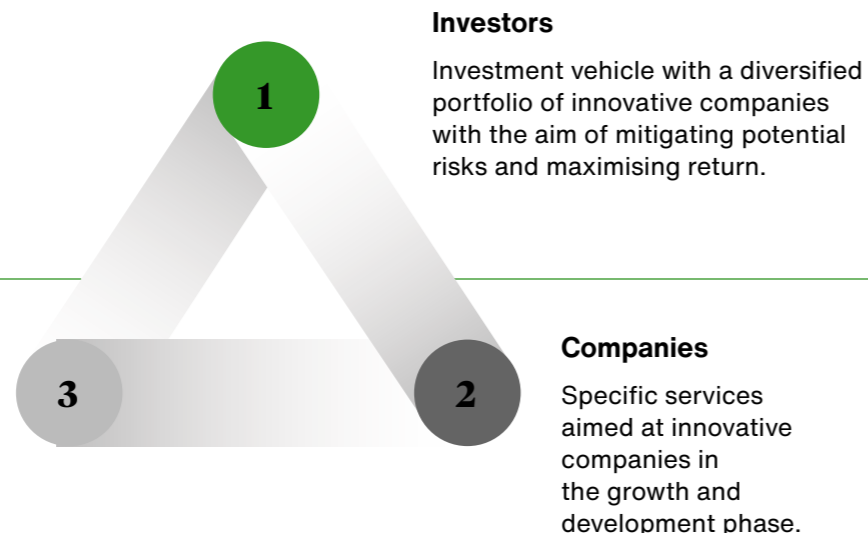 1
Investors
Investment vehicle with a diversified
portfolio of innovative companies
with the aim of mitigating potential
risks and maximising return.
3
2
Companies
Specific services
aimed at innovative
companies in
the growth and
development phase.